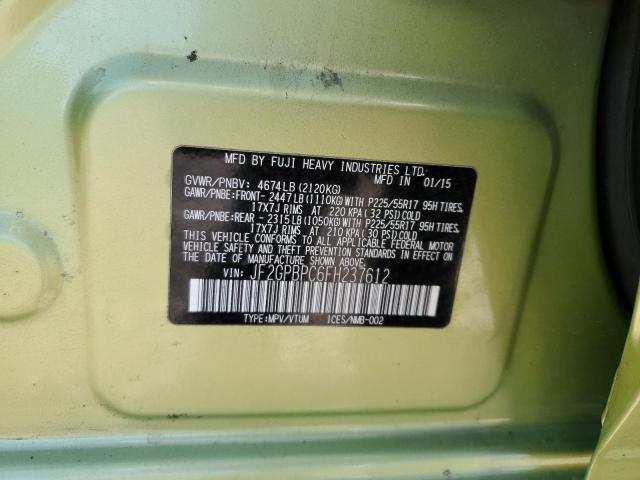 MFD BY FUJI HEAVY INDUSTRIES LTD.
GVWR/PNBV: 4674LB(2120KG) MFD IN 01/15
GAWR/PNBE:FRONT- 2447LB(1110KG)WITH P225/55R17 95H TIRES,
17X7J RIMS AT 220 KPA(32 PSI)COLD
GAWR/PNBE:REAR - 2315LB(1050KG)WITH P225/55R17 95H TIRES,
17X7J RIMS AT 210 KPA(30 PSI)COLD
THIS VEHICLE CONFORMS TO ALL APPLICABLE FEDERAL MOTOR
VEHICLE SAFETY AND THEFT PREVENTION STANDARDS IN EFFECT ON
THE DATE OF MANUFACTURE SHOWN ABOVE.
VIN: JF2GPBPC6FH237612
TYPE:MPV/VTUM ICES/NMB-002